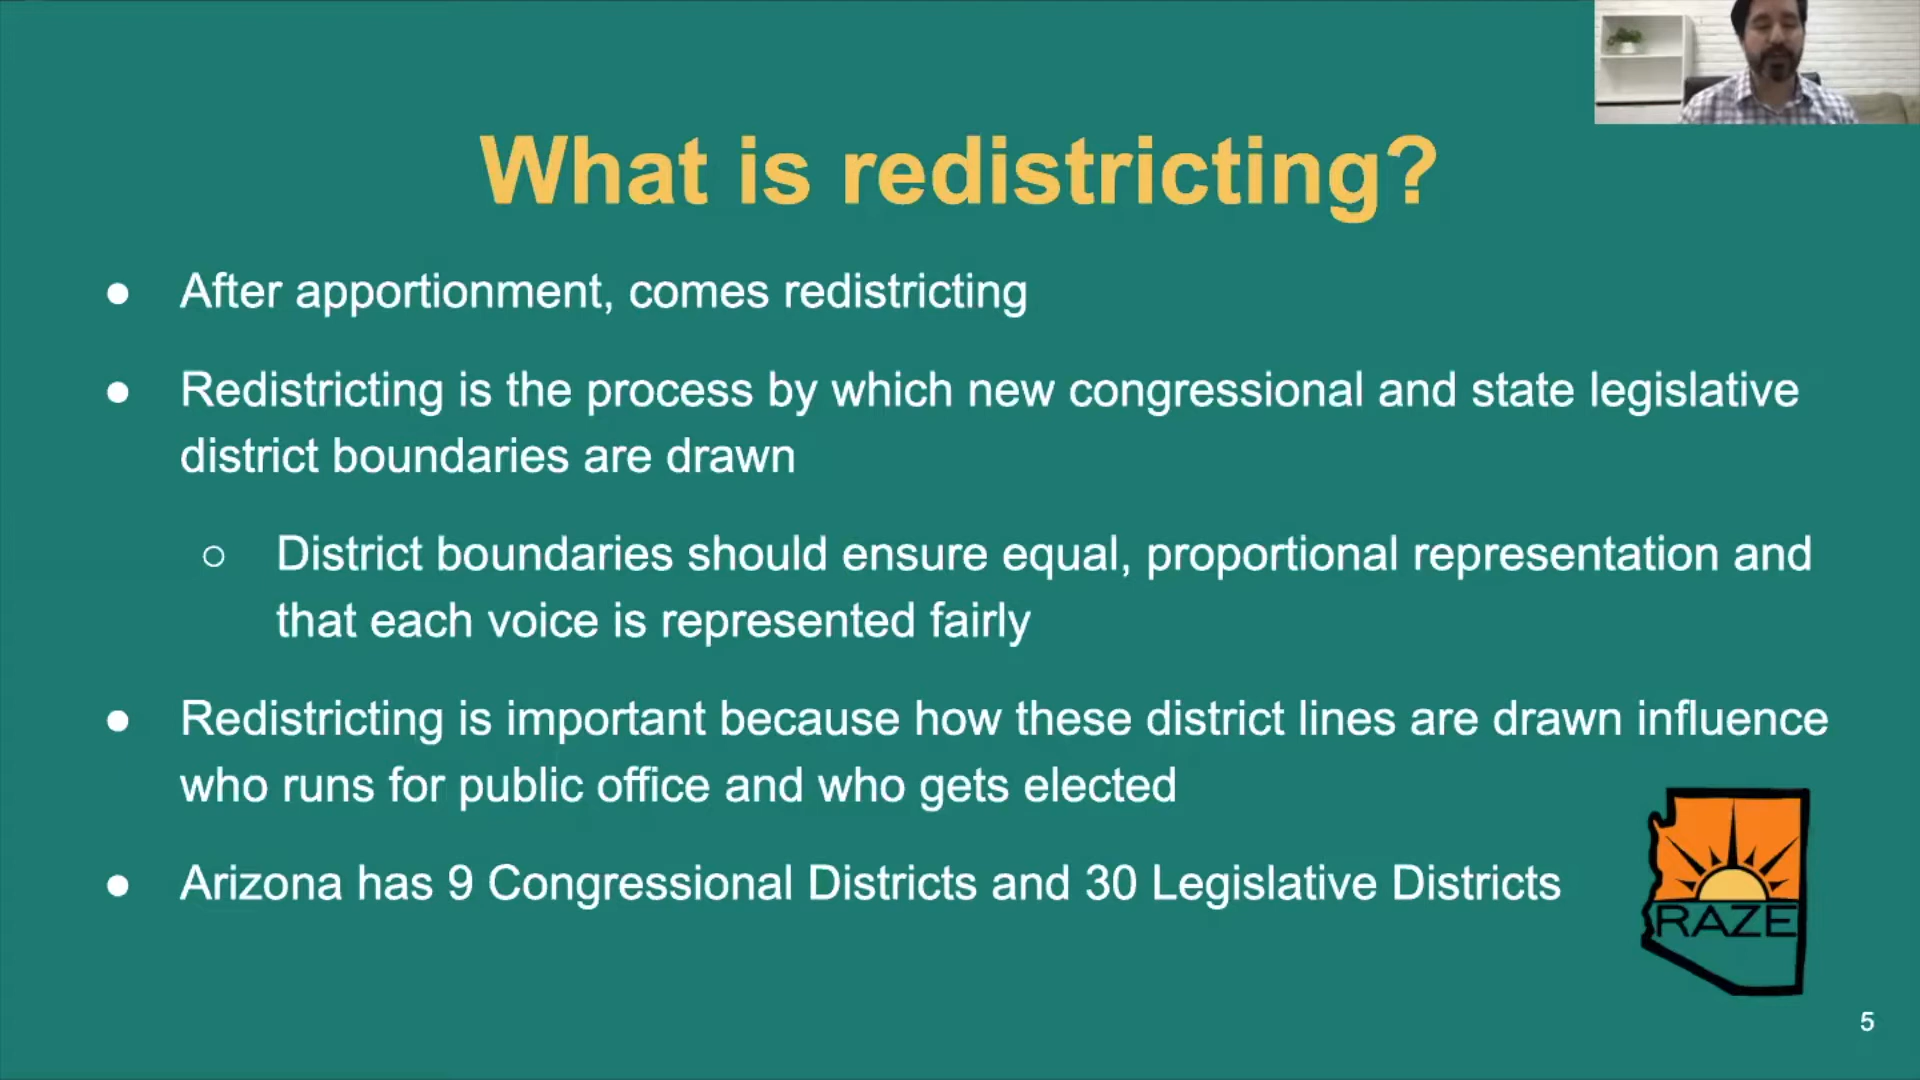 What is redistricting?
● After apportionment, comes redistricting
● Redistricting is the process by which new congressional and state legislative
district boundaries are drawn
○ District boundaries should ensure equal, proportional representation and
that each voice is represented fairly
● Redistricting is important because how these district lines are drawn influence
who runs for public office and who gets elected
● Arizona has 9 Congressional Districts and 30 Legislative Districts
RAZE
5